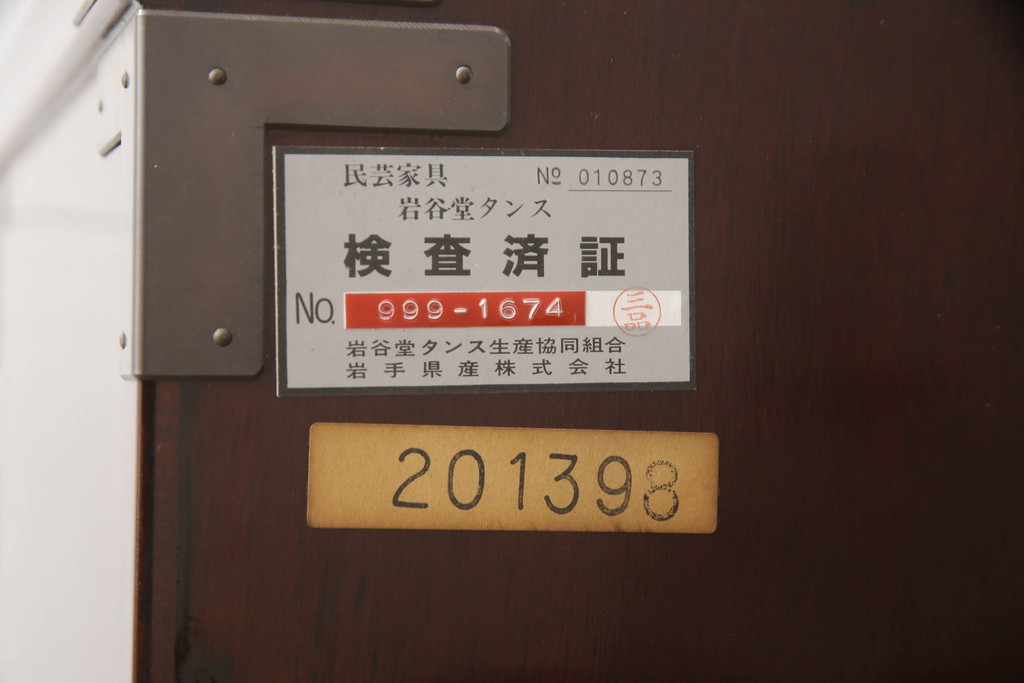 民芸家具 № 010873
岩谷堂タンス
検査済証
No. 999-1674 三品
岩谷堂タンス生産協同組合
岩手県産株式会社
201398